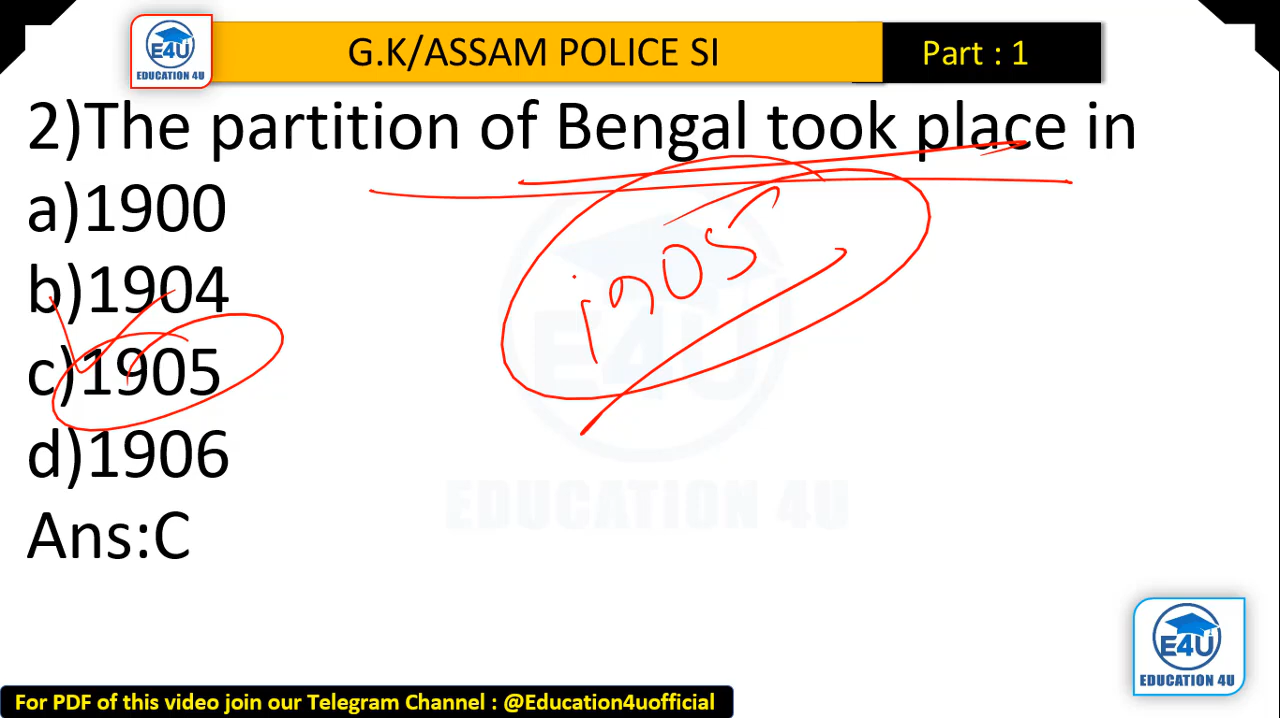 E4U
EDUCATION 4U
G.K/ASSAM POLICE SI
Part : 1
2)The partition of Bengal took place in
a)1900
b)1904
c)1905
d)1906
Ans:C
1905
E4U
EDUCATION 4U
E4U
EDUCATION 4U
For PDF of this video join our Telegram Channel : @Education4uofficial